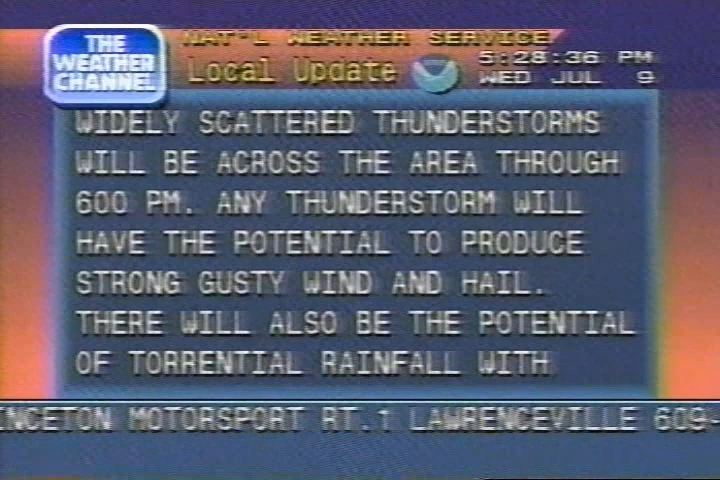 THE
WEATHER
CHANNEL
NAT'L WEATHER SERVICE
Local Update
5:28:36 PM
WED JUL 9
WIDELY SCATTERED THUNDERSTORMS
WILL BE ACROSS THE AREA THROUGH
600 PM. ANY THUNDERSTORM WILL
HAVE THE POTENTIAL TO PRODUCE
STRONG GUSTY WIND AND HAIL.
THERE WILL ALSO BE THE POTENTIAL
OF TORRENTIAL RAINFALL WITH
INCETON MOTORSPORT RT.1 LAWRENCEVILLE 609-